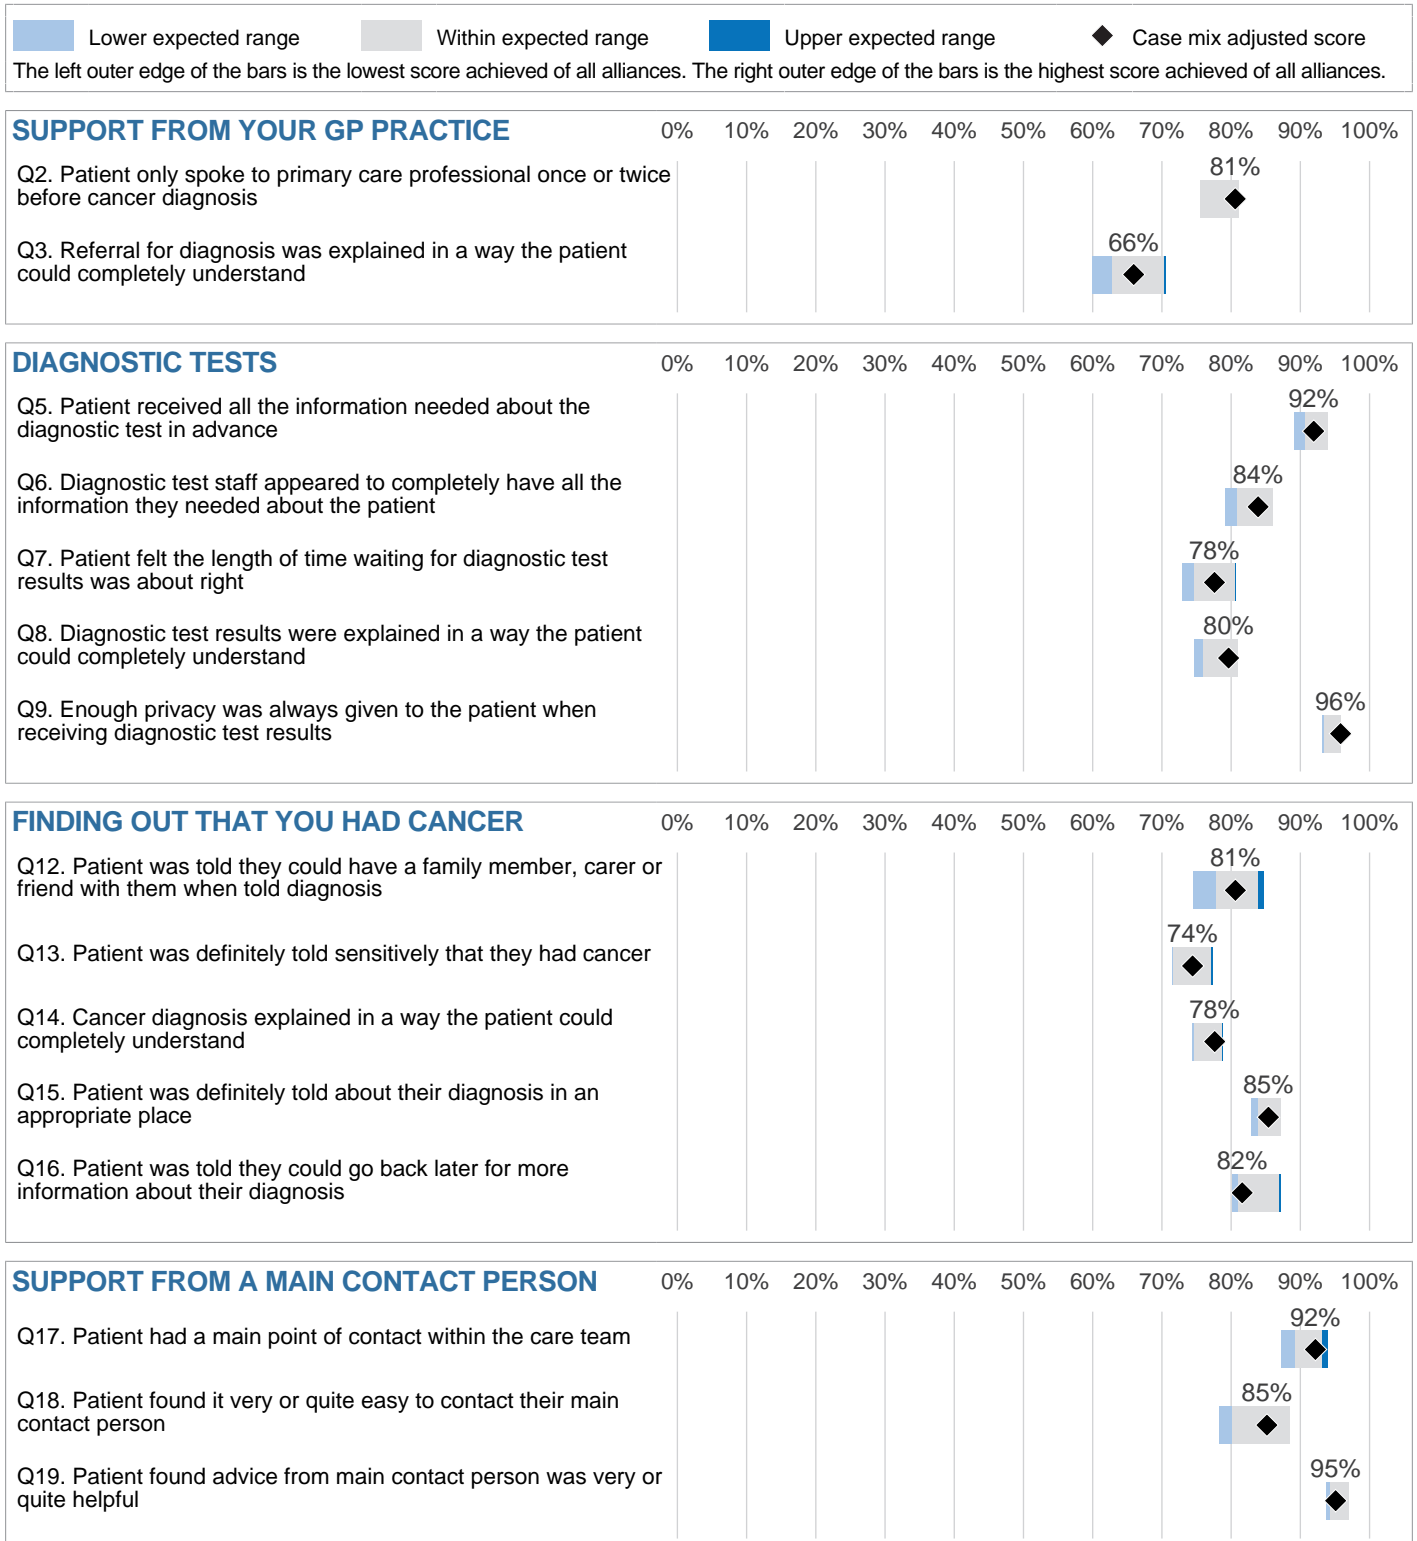 Lower expected range Within expected range Upper expected range Case mix adjusted score
The left outer edge of the bars is the lowest score achieved of all alliances. The right outer edge of the bars is the highest score achieved of all alliances.
SUPPORT FROM YOUR GP PRACTICE 0% 10% 20% 30% 40% 50% 60% 70% 80% 90% 100%
81%
Q2. Patient only spoke to primary care professional once or twice
before cancer diagnosis
66%
Q3. Referral for diagnosis was explained in a way the patient
could completely understand
DIAGNOSTIC TESTS 0% 10% 20% 30% 40% 50% 60% 70% 80% 90% 100%
92%
Q5. Patient received all the information needed about the
diagnostic test in advance
84%
Q6. Diagnostic test staff appeared to completely have all the
information they needed about the patient
78%
Q7. Patient felt the length of time waiting for diagnostic test
results was about right
80%
Q8. Diagnostic test results were explained in a way the patient
could completely understand
96%
Q9. Enough privacy was always given to the patient when
receiving diagnostic test results
FINDING OUT THAT YOU HAD CANCER 0% 10% 20% 30% 40% 50% 60% 70% 80% 90% 100%
81%
Q12. Patient was told they could have a family member, carer or
friend with them when told diagnosis
74%
Q13. Patient was definitely told sensitively that they had cancer
78%
Q14. Cancer diagnosis explained in a way the patient could
completely understand
85%
Q15. Patient was definitely told about their diagnosis in an
appropriate place
82%
Q16. Patient was told they could go back later for more
information about their diagnosis
SUPPORT FROM A MAIN CONTACT PERSON 0% 10% 20% 30% 40% 50% 60% 70% 80% 90% 100%
92%
Q17. Patient had a main point of contact within the care team
85%
Q18. Patient found it very or quite easy to contact their main
contact person
95%
Q19. Patient found advice from main contact person was very or
quite helpful